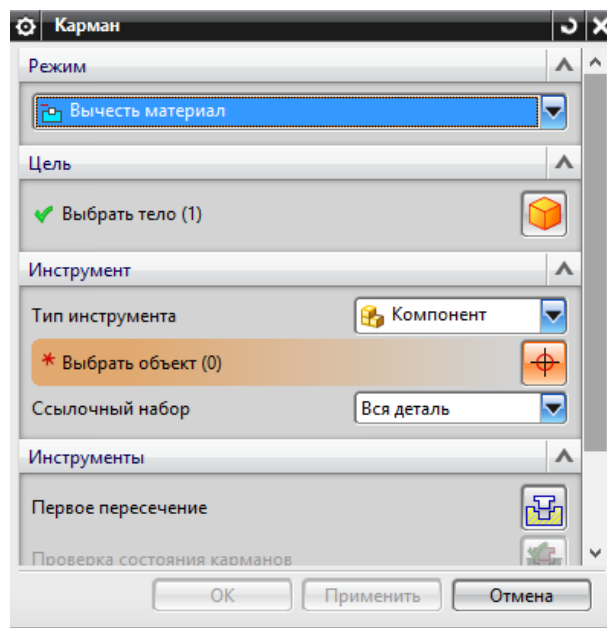 Карман
Режим
Вычесть материал
Цель
Выбрать тело (1)
Инструмент
Тип инструмента Компонент
* Выбрать объект (0)
Ссылочный набор Вся деталь
Инструменты
Первое пересечение
Проверка состояния карманов
OK Применить Отмена